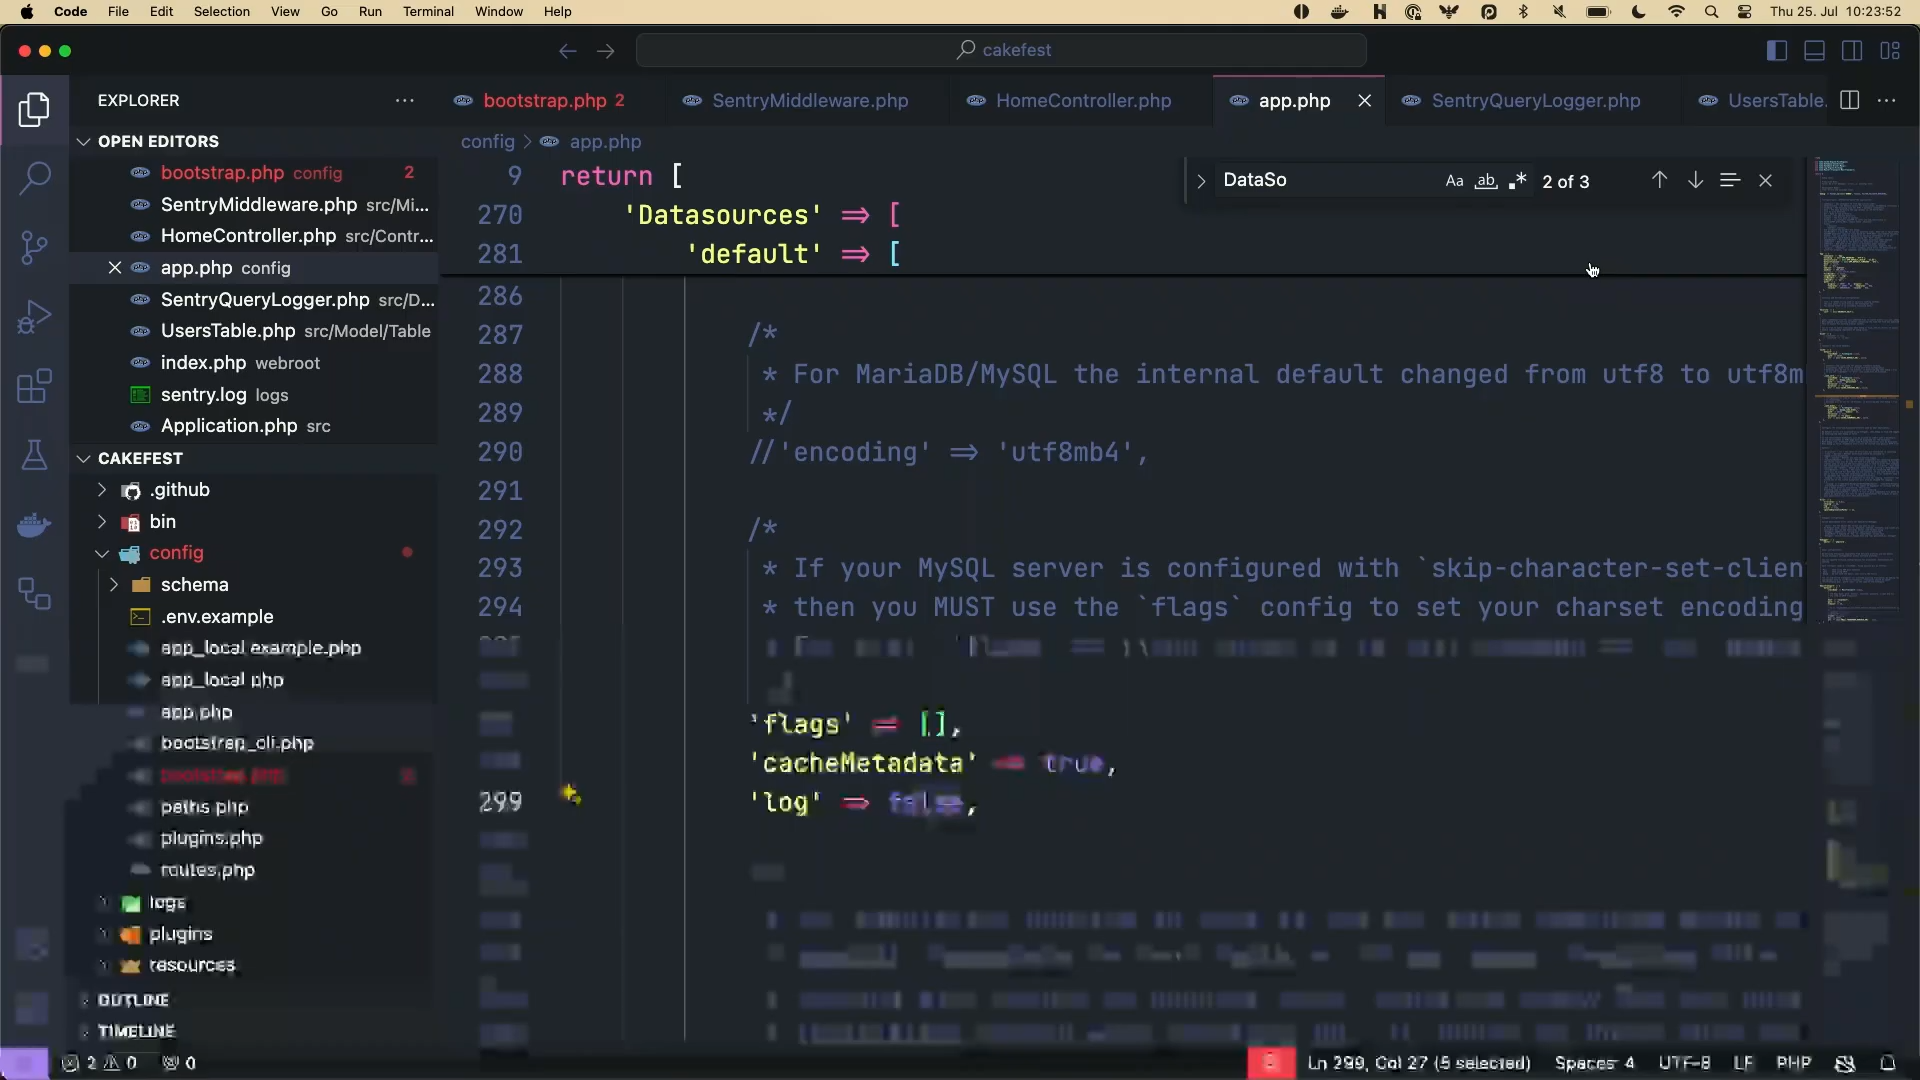 Code File Edit Selection View Go Run Terminal Window Help Thu 25. Jul 10:23:52
cakefest
EXPLORER
bootstrap.php 2 SentryMiddleware.php HomeController.php app.php SentryQueryLogger.php UsersTable.
OPEN EDITORS
bootstrap.php config 2
SentryMiddleware.php src/Mi...
HomeController.php src/Contr...
app.php config
SentryQueryLogger.php src/D...
UsersTable.php src/Model/Table
index.php webroot
sentry.log logs
Application.php src
CAKEFEST
.github
bin
config
schema
.env.example
app_local.example.php
app_local.php
app.php
bootstrap_cli.php
bootstrap.php
paths.php
plugins.php
routes.php
logs
plugins
resources
OUTLINE
TIMELINE
config > app.php
DataSo Aa ab 2 of 3
9 return [
270 'Datasources' => [
281 'default' => [
286
287 /*
288 * For MariaDB/MySQL the internal default changed from utf8 to utf8m
289 */
290 //'encoding' => 'utf8mb4',
291
292 /*
293 * If your MySQL server is configured with `skip-character-set-clien
294 * then you MUST use the `flags` config to set your charset encoding
'flags' => [],
'cacheMetadata' => true,
299 'log' => false,
2 0 0 Ln 299, Col 27 (5 selected) Spaces: 4 UTF-8 LF PHP